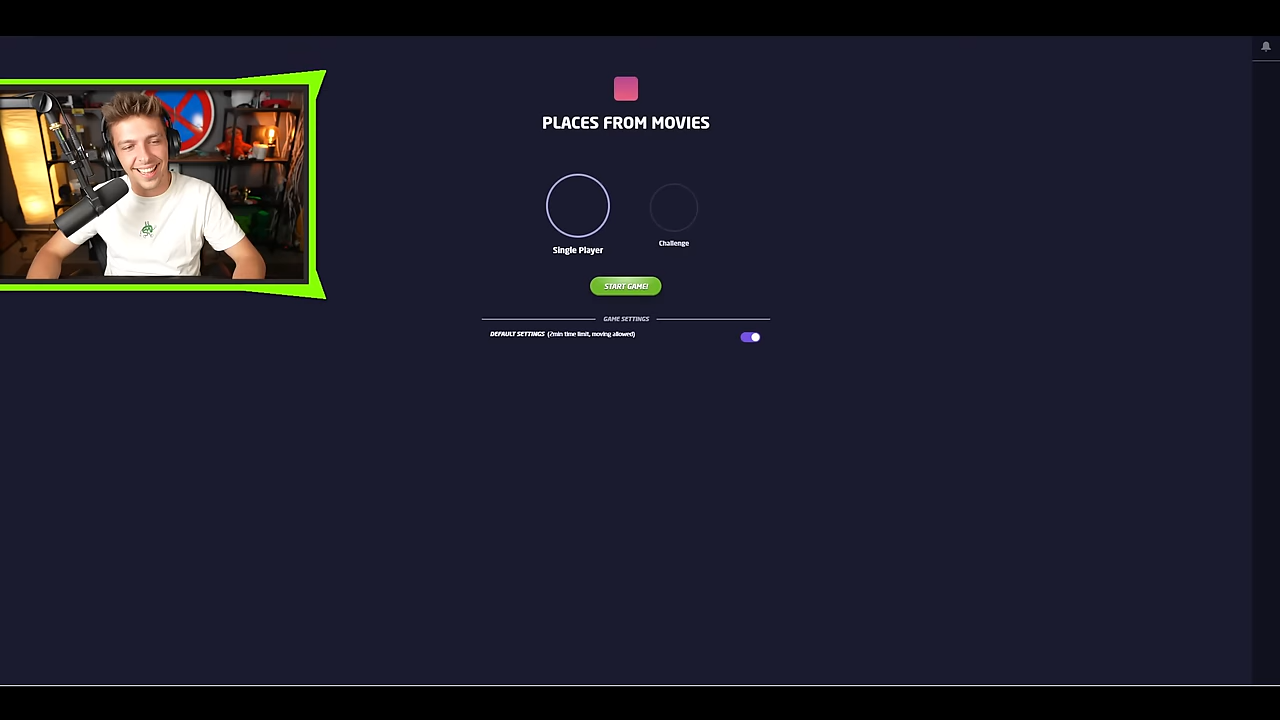 PLACES FROM MOVIES
Single Player
Challenge
START GAME!
GAME SETTINGS
DEFAULT SETTINGS (2min time limit, moving allowed)